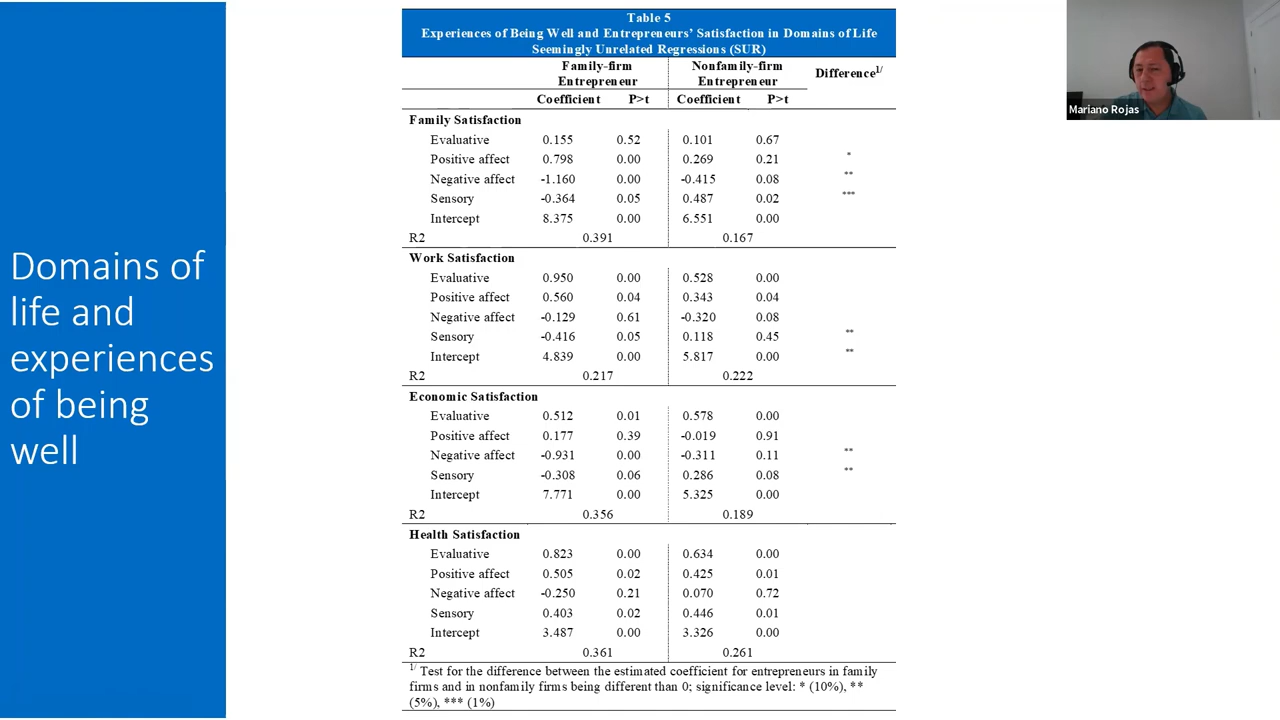 Domains of
life and
experiences
of being
well
Table 5
Experiences of Being Well and Entrepreneurs' Satisfaction in Domains of Life
Seemingly Unrelated Regressions (SUR)
Family-firm Entrepreneur Nonfamily-firm Entrepreneur Difference1/
Coefficient P>t Coefficient P>t
Family Satisfaction
Evaluative 0.155 0.52 0.101 0.67
Positive affect 0.798 0.00 0.269 0.21 *
Negative affect -1.160 0.00 -0.415 0.08 **
Sensory -0.364 0.05 0.487 0.02 ***
Intercept 8.375 0.00 6.551 0.00
R2 0.391 0.167
Work Satisfaction
Evaluative 0.950 0.00 0.528 0.00
Positive affect 0.560 0.04 0.343 0.04
Negative affect -0.129 0.61 -0.320 0.08
Sensory -0.416 0.05 0.118 0.45 **
Intercept 4.839 0.00 5.817 0.00 **
R2 0.217 0.222
Economic Satisfaction
Evaluative 0.512 0.01 0.578 0.00
Positive affect 0.177 0.39 -0.019 0.91
Negative affect -0.931 0.00 -0.311 0.11 **
Sensory -0.308 0.06 0.286 0.08 **
Intercept 7.771 0.00 5.325 0.00
R2 0.356 0.189
Health Satisfaction
Evaluative 0.823 0.00 0.634 0.00
Positive affect 0.505 0.02 0.425 0.01
Negative affect -0.250 0.21 0.070 0.72
Sensory 0.403 0.02 0.446 0.01
Intercept 3.487 0.00 3.326 0.00
R2 0.361 0.261
1/ Test for the difference between the estimated coefficient for entrepreneurs in family
firms and in nonfamily firms being different than 0; significance level: * (10%), **
(5%), *** (1%)
Mariano Rojas